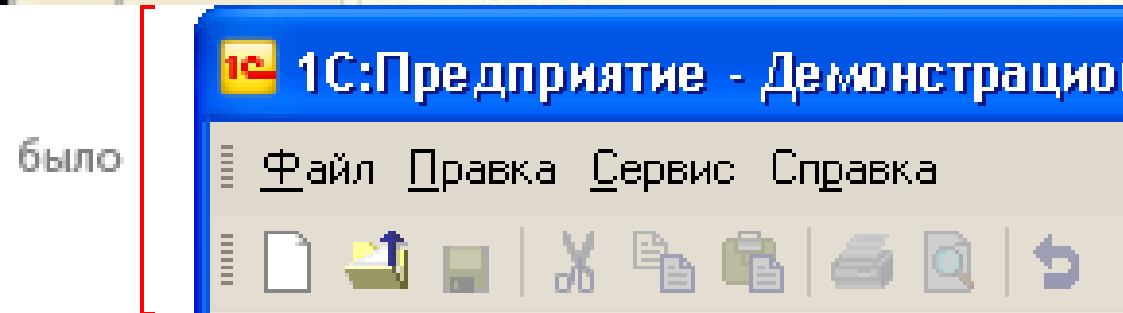 1С:Предприятие - Демонстрацио
было
Файл Правка Сервис Справка